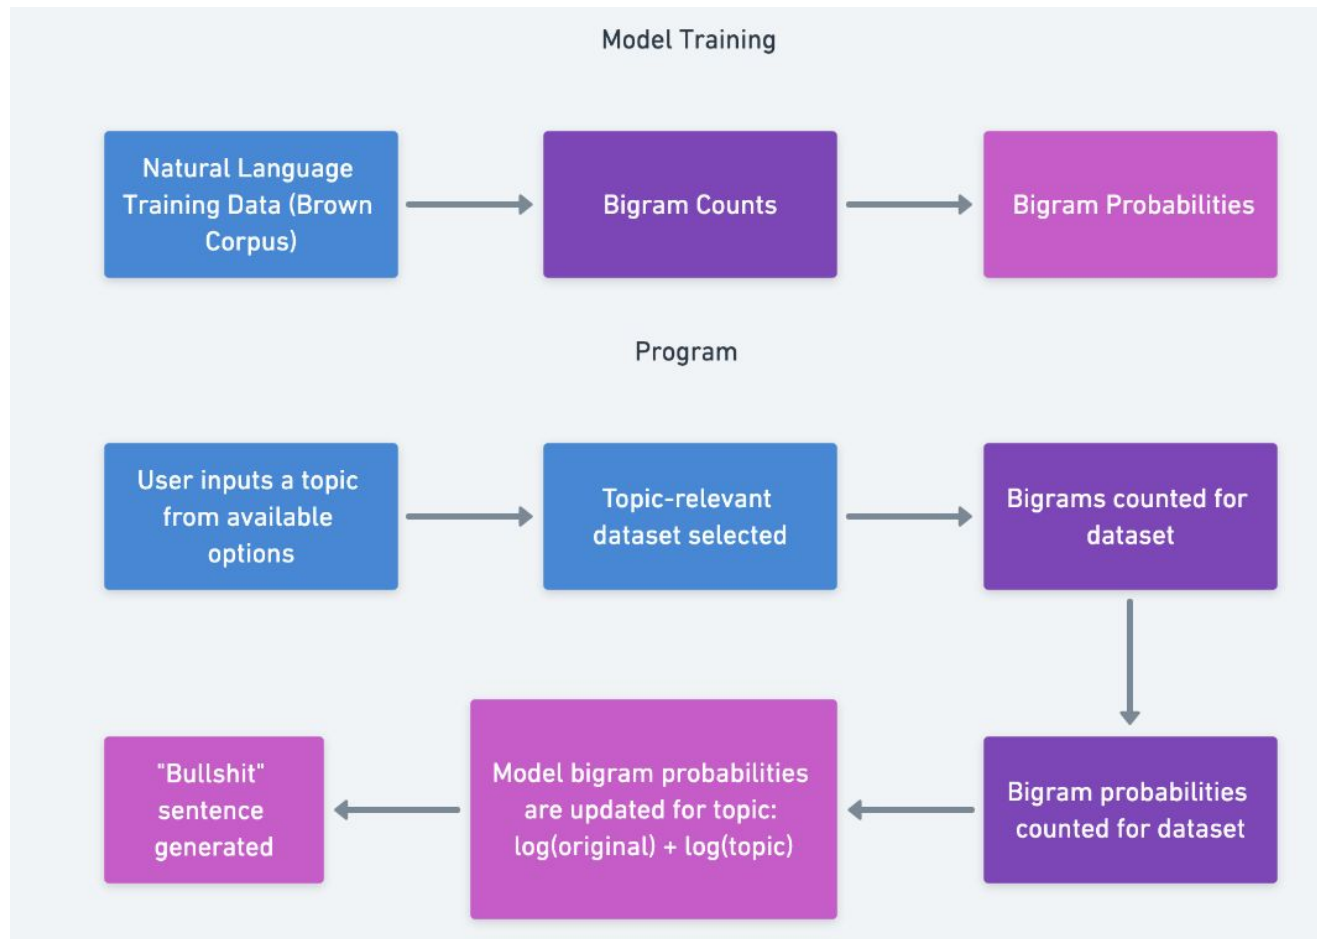 Model Training
Natural Language
Training Data (Brown
Corpus)
Bigram Counts
Bigram Probabilities
Program
User inputs a topic
from available
options
Topic-relevant
dataset selected
Bigrams counted for
dataset
Bigram probabilities
counted for dataset
Model bigram probabilities
are updated for topic:
log(original) + log(topic)
"Bullshit"
sentence
generated